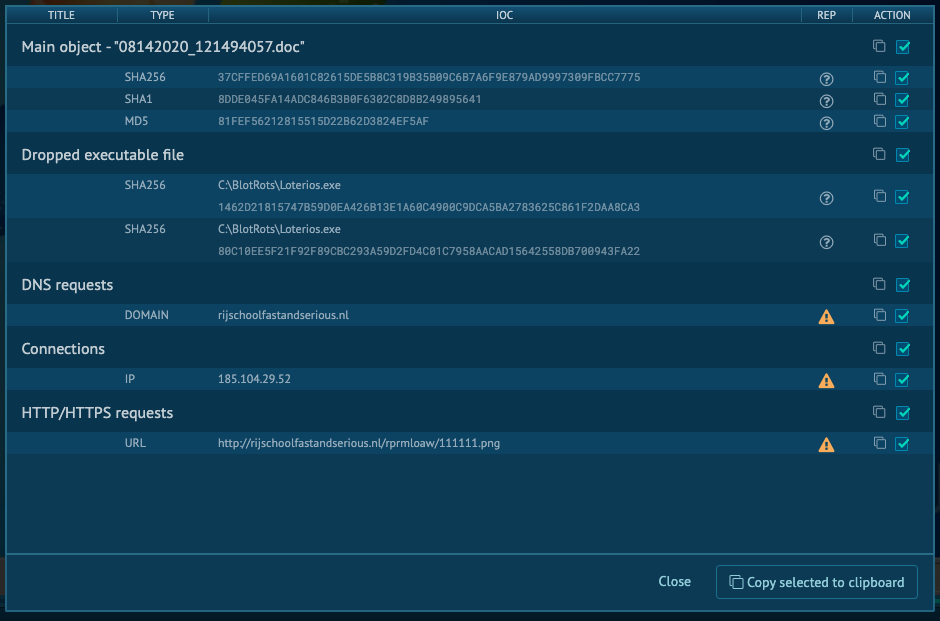 TITLE TYPE IOC REP ACTION
Main object - "08142020_121494057.doc"
SHA256 37CFFED69A1601C82615DE5B8C319B35B09C6B7A6F9E879AD9997309FBCC7775
SHA1 8DDE045FA14ADC846B3B0F6302C8D8B249895641
MD5 81FEF56212815515D22B62D3824EF5AF
Dropped executable file
SHA256 C:\BlotRots\Loterios.exe
1462D21815747B59D0EA426B13E1A60C4900C9DCA5BA2783625C861F2DAA8CA3
SHA256 C:\BlotRots\Loterios.exe
80C10EE5F21F92F89CBC293A59D2FD4C01C7958AACAD15642558DB700943FA22
DNS requests
DOMAIN rijschoolfastandserious.nl
Connections
IP 185.104.29.52
HTTP/HTTPS requests
URL http://rijschoolfastandserious.nl/rprmloaw/111111.png
Close Copy selected to clipboard